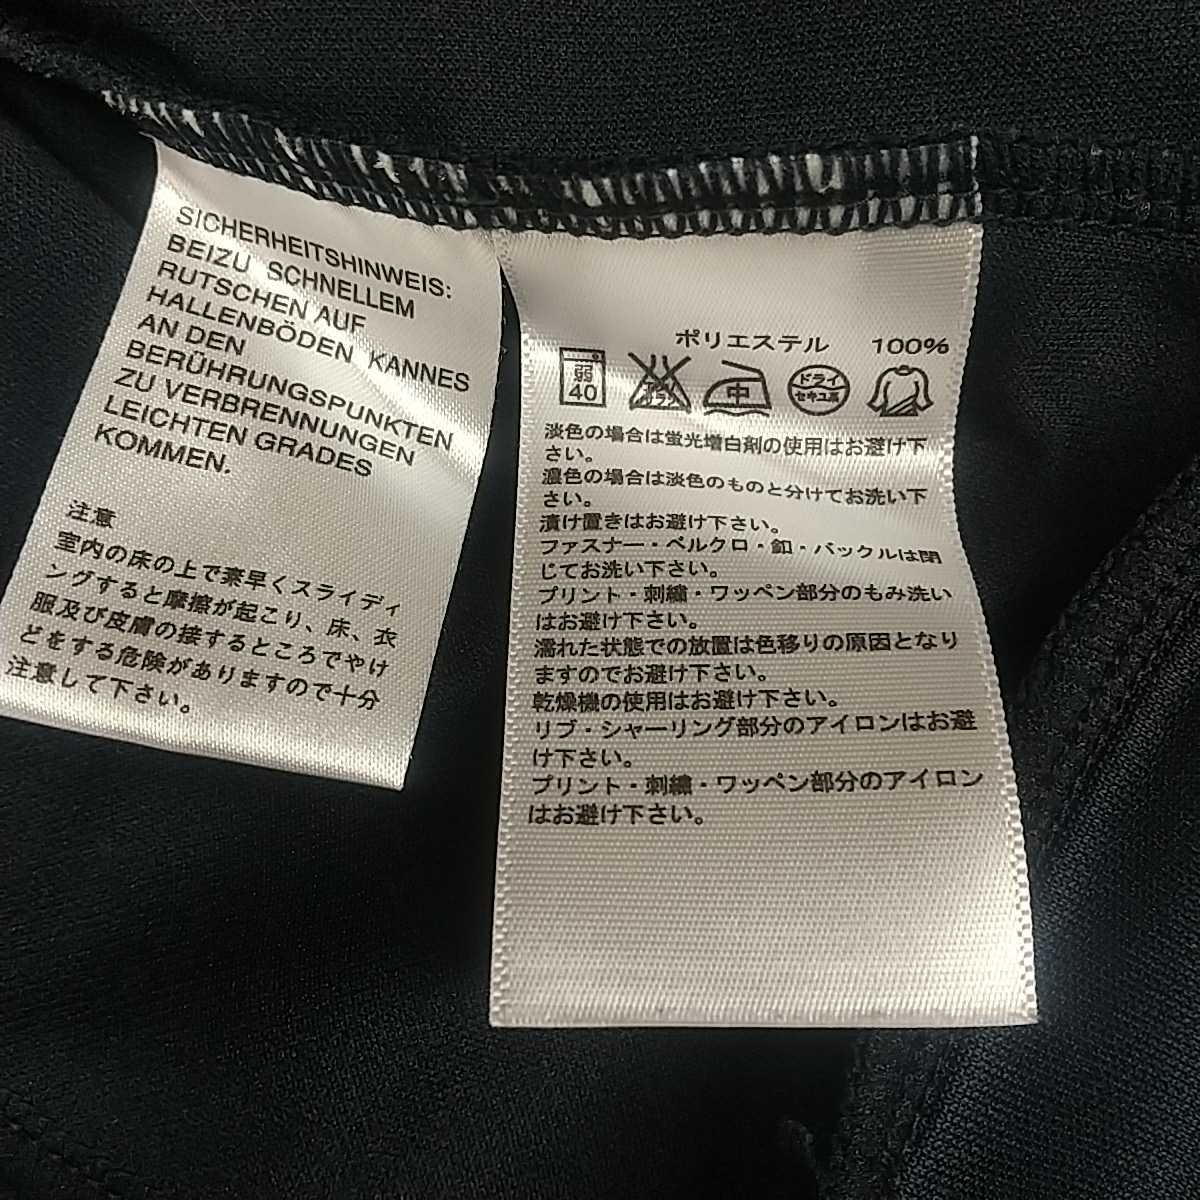 SICHERHEITSHINWEIS:
BEIZU SCHNELLEM
RUTSCHEN AUF
HALLENBÖDEN KANNES
AN DEN
BERÜHRUNGSPUNKTEN
ZU VERBRENNUNGEN
LEICHTEN GRADES
KOMMEN.
注意
室内の床の上で素早くスライディ
ングすると摩擦が起こり、床、衣
服及び皮膚の接するところでやけ
どをする危険がありますので十分
注意して下さい。
ポリエステル 100%
弱 40 エンソサラシ 中 ドライ セキユ系
淡色の場合は蛍光増白剤の使用はお避け下
さい。
濃色の場合は淡色のものと分けてお洗い下
さい。
漬け置きはお避け下さい。
ファスナー・ベルクロ・釦・バックルは閉
じてお洗い下さい。
プリント・刺繍・ワッペン部分のもみ洗い
はお避け下さい。
濡れた状態での放置は色移りの原因となり
ますのでお避け下さい。
乾燥機の使用はお避け下さい。
リブ・シャーリング部分のアイロンはお避
け下さい。
プリント・刺繍・ワッペン部分のアイロン
はお避け下さい。